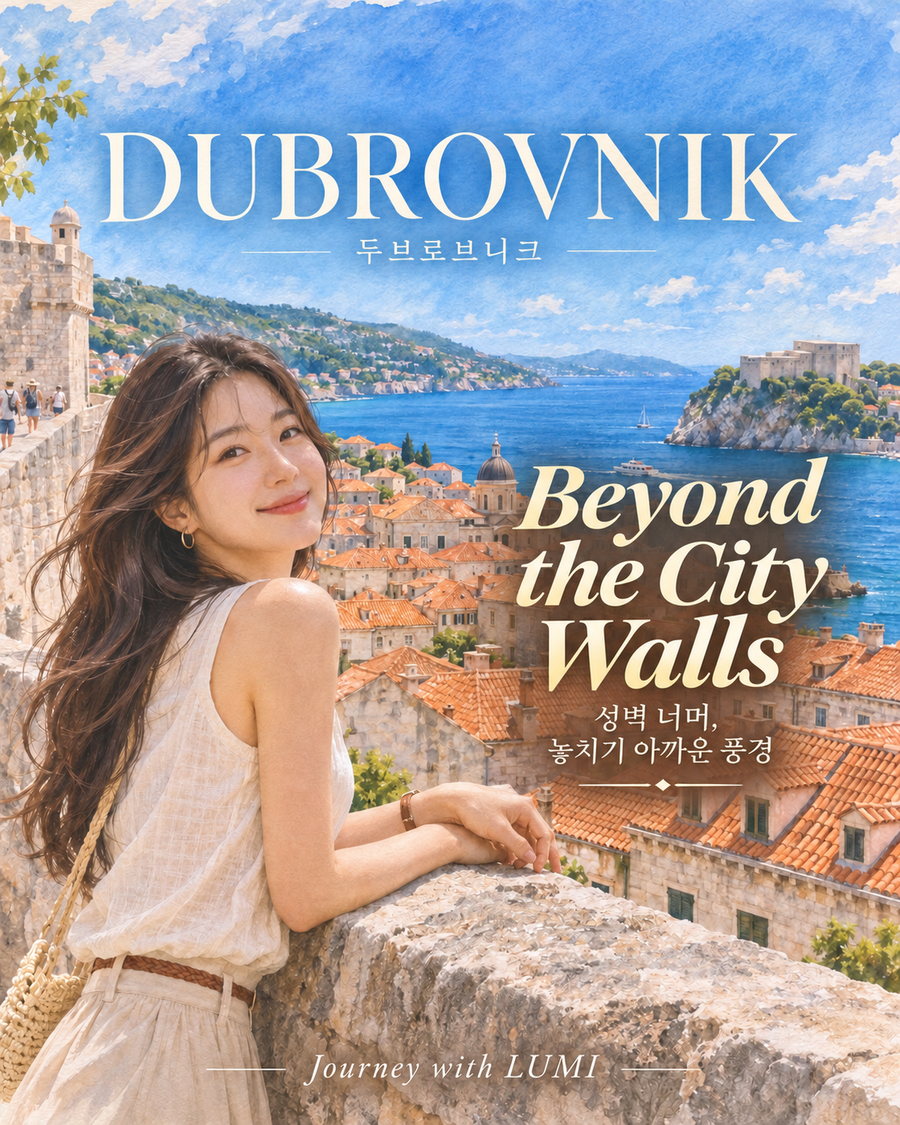 DUBROVNIK
두브로브니크
Beyond
the City
Walls
성벽 너머,
놓치기 아까운 풍경
Journey with LUMI